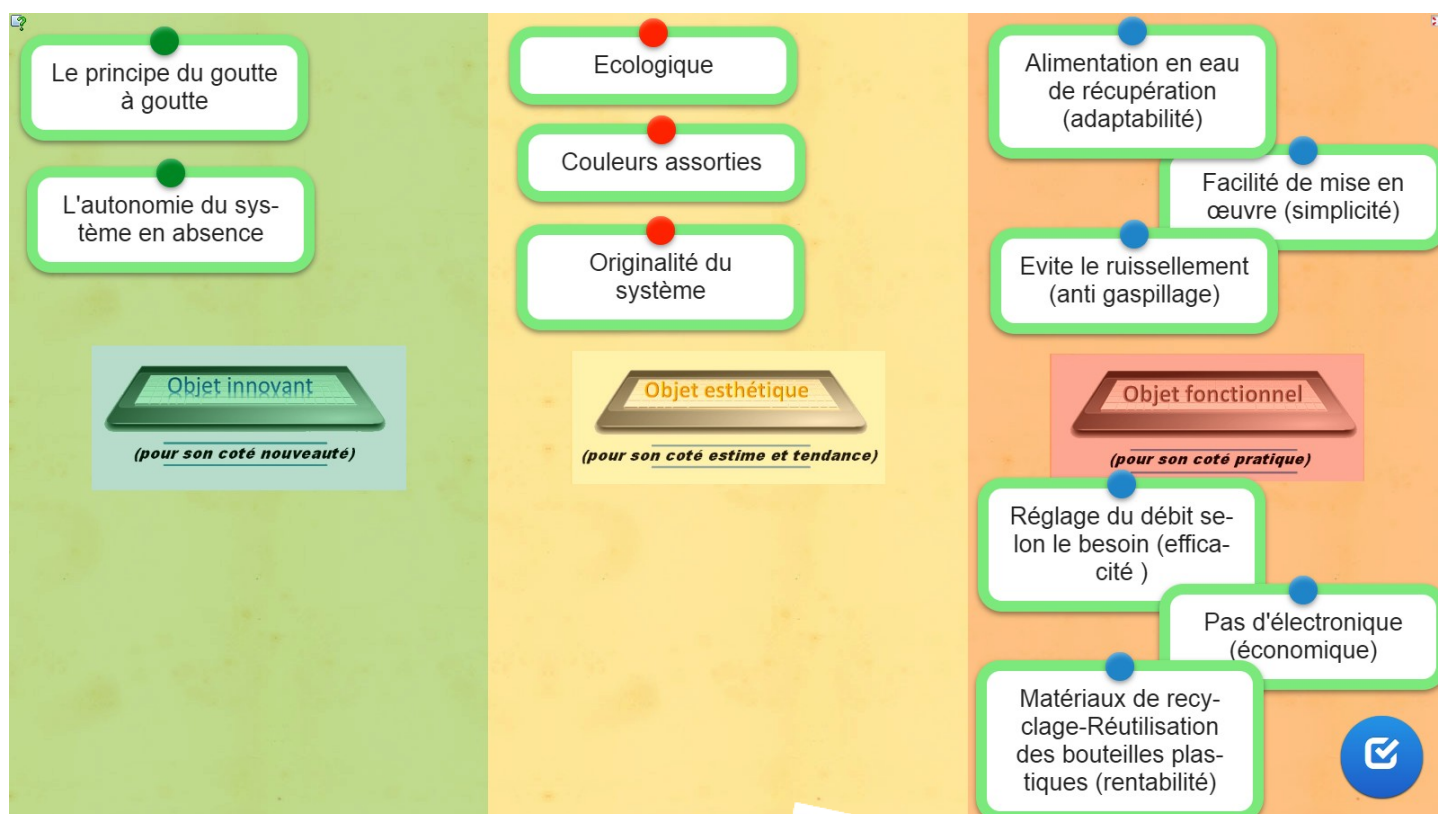 Le principe du goutte
à goutte
L'autonomie du sys-
tème en absence
Objet innovant
(pour son coté nouveauté)
Ecologique
Couleurs assorties
Originalité du
système
Objet esthétique
(pour son coté estime et tendance)
Alimentation en eau
de récupération
(adaptabilité)
Facilité de mise en
œuvre (simplicité)
Evite le ruissellement
(anti gaspillage)
Objet fonctionnel
(pour son coté pratique)
Réglage du débit se-
lon le besoin (effica-
cité )
Pas d'électronique
(économique)
Matériaux de recy-
clage-Réutilisation
des bouteilles plas-
tiques (rentabilité)